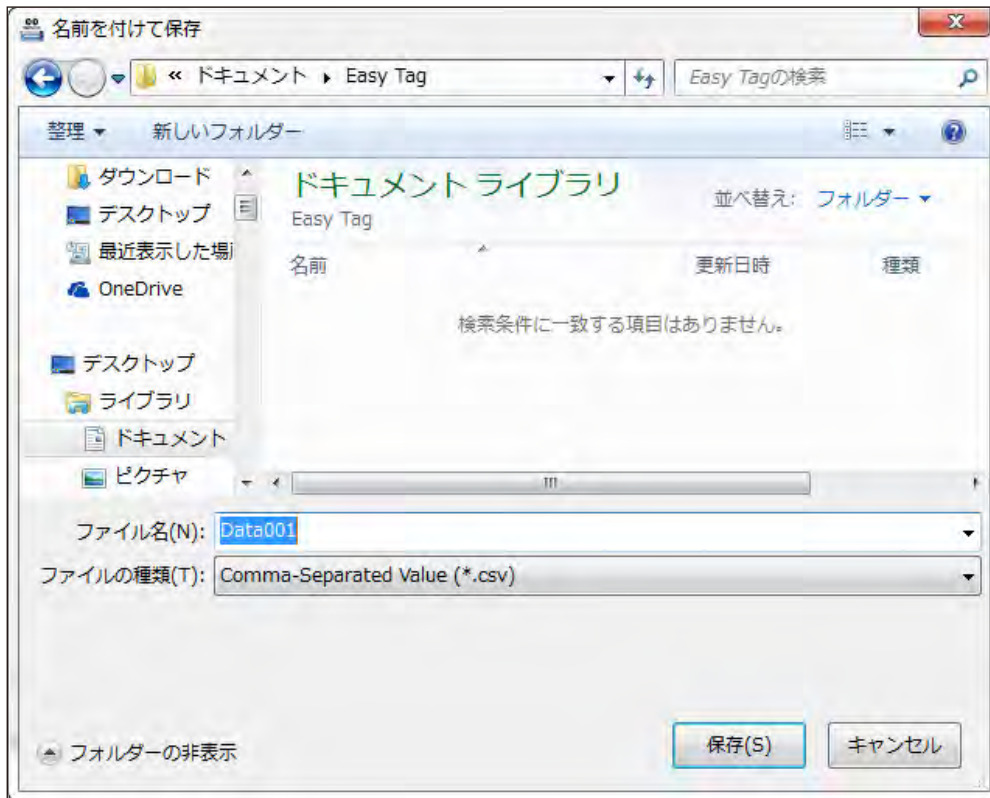 名前を付けて保存
« ドキュメント ▸ Easy Tag
Easy Tagの検索
整理 新しいフォルダー
ダウンロード
デスクトップ
最近表示した場
OneDrive
デスクトップ
ライブラリ
ドキュメント
ピクチャ
ドキュメント ライブラリ
Easy Tag
並べ替え: フォルダー
名前 更新日時 種類
検索条件に一致する項目はありません。
ファイル名(N): Data001
ファイルの種類(T): Comma-Separated Value (*.csv)
フォルダーの非表示
保存(S) キャンセル